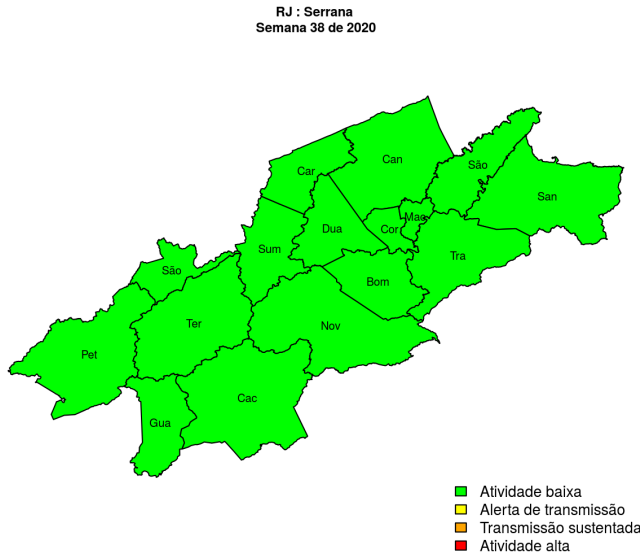 RJ : Serrana
Semana 38 de 2020
Can
São
Car
San
Mac
Dua
Cor
Sum
Tra
São
Bom
Ter
Nov
Pet
Cac
Gua
Atividade baixa
Alerta de transmissão
Transmissão sustentada
Atividade alta